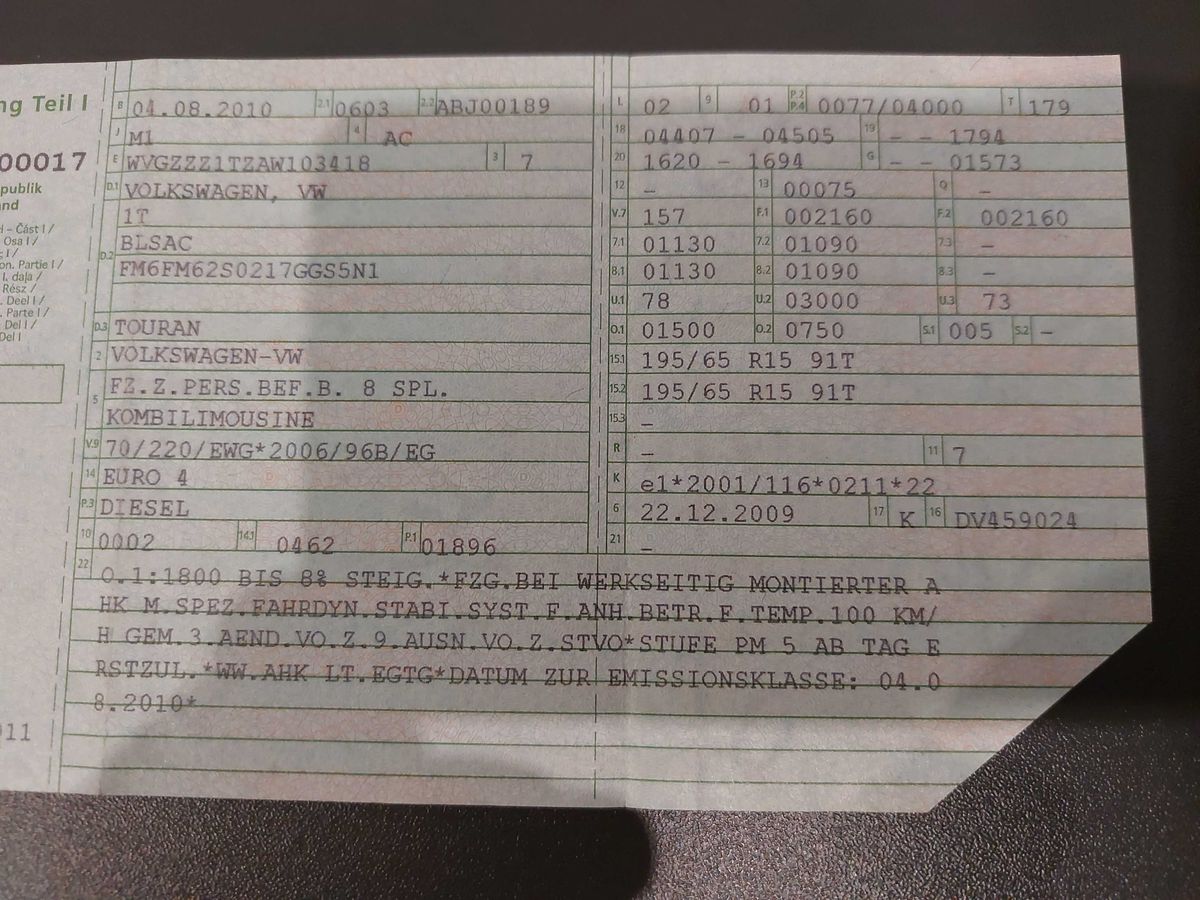 ng Teil I
00017
publik
and
i – Část I /
Osa I /
; I /
on. Partie I /
I. daļa /
Rész /
. Deel I /
. Parte I /
Del I /
Del I
011
B 04.08.2010 2.1 0603 2.2 ABJ00189
J M1 4 AC
E WVGZZZ1TZAW103418 3 7
D.1 VOLKSWAGEN, VW
1T
D.2 BLSAC
FM6FM62S0217GGS5N1
D.3 TOURAN
2 VOLKSWAGEN-VW
5 FZ.Z.PERS.BEF.B. 8 SPL.
KOMBILIMOUSINE
V.9 70/220/EWG*2006/96B/EG
14 EURO 4
P.3 DIESEL
10 0002 14.1 0462 P.1 01896
L 02 9 01 P.2 P.4 0077/04000 T 179
18 04407 - 04505 19 - - 1794
20 1620 - 1694 G - - 01573
12 - 13 00075 Q -
V.7 157 F.1 002160 F.2 002160
7.1 01130 7.2 01090 7.3 -
8.1 01130 8.2 01090 8.3 -
U.1 78 U.2 03000 U.3 73
O.1 01500 O.2 0750 S.1 005 S.2 -
15.1 195/65 R15 91T
15.2 195/65 R15 91T
15.3 -
R - 11 7
K e1*2001/116*0211*22
6 22.12.2009 17 K 16 DV459024
21 -
22 O.1:1800 BIS 8% STEIG.*FZG.BEI WERKSEITIG MONTIERTER A
HK M.SPEZ.FAHRDYN.STABI.SYST.F.ANH.BETR.F.TEMP.100 KM/
H GEM.3.AEND.VO.Z.9.AUSN.VO.Z.STVO*STUFE PM 5 AB TAG E
RSTZUL.*WW.AHK LT.EGTG*DATUM ZUR EMISSIONSKLASSE: 04.0
8.2010*